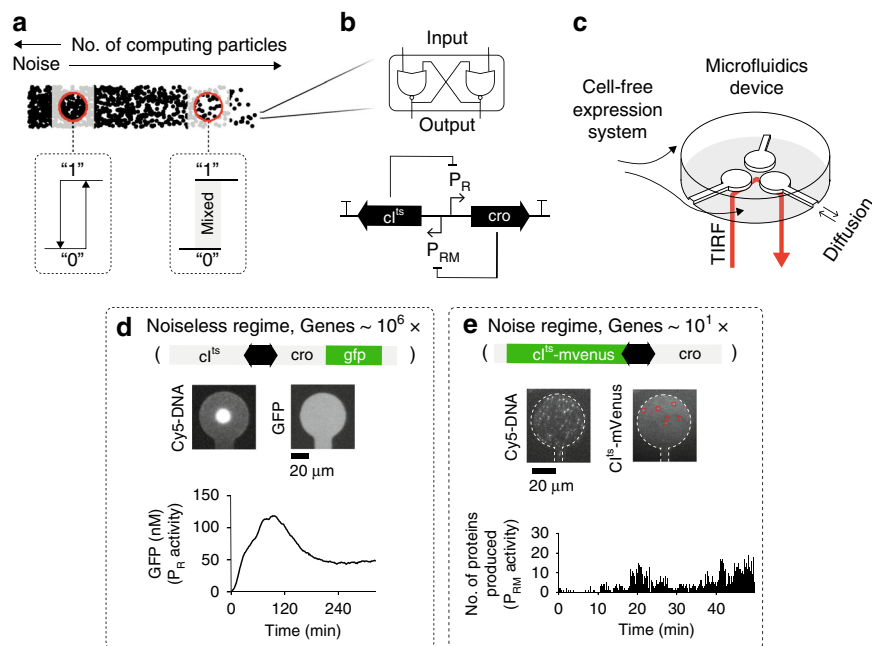 a
No. of computing particles
Noise
“1”
“0”
“1”
Mixed
“0”
b
Input
Output
P_R
cI^ts
cro
P_RM
c
Microfluidics
device
Cell-free
expression
system
TIRF
Diffusion
d Noiseless regime, Genes ~ 10^6 ×
( cI^ts cro gfp )
Cy5-DNA
GFP
20 μm
GFP (nM)
(P_R activity)
150
100
50
0
0 120 240
Time (min)
e Noise regime, Genes ~ 10^1 ×
( cI^ts-mvenus cro )
Cy5-DNA
CI^ts-mVenus
20 μm
No. of proteins
produced
(P_RM activity)
30
20
10
0
0 10 20 30 40
Time (min)